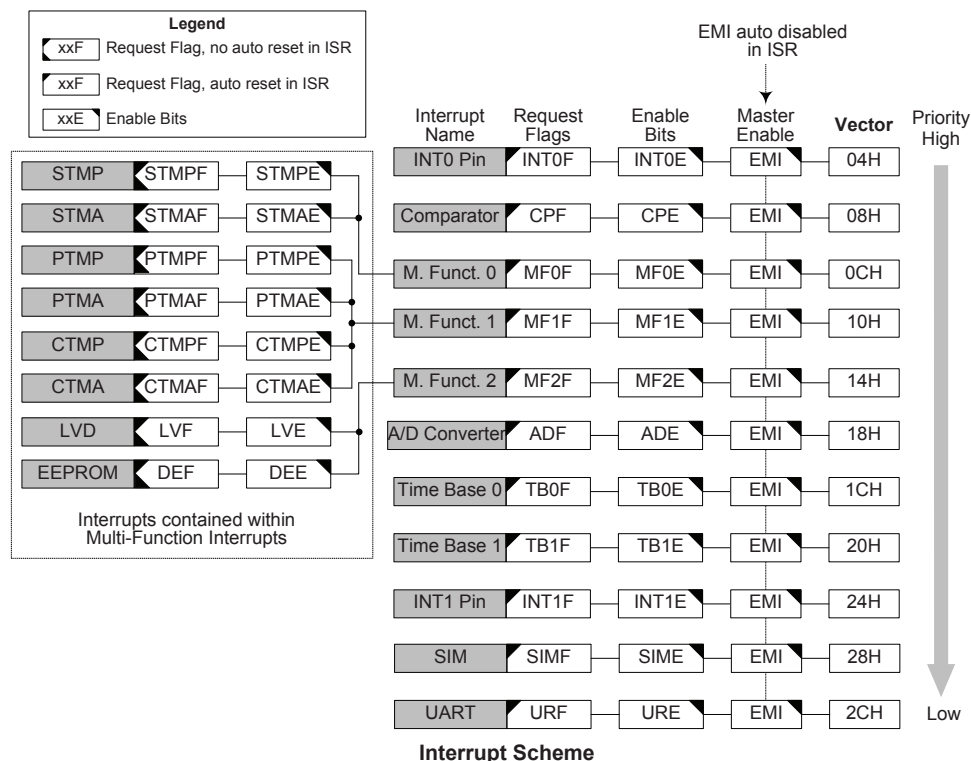 Legend
xxF Request Flag, no auto reset in ISR
xxF Request Flag, auto reset in ISR
xxE Enable Bits
EMI auto disabled
in ISR
Interrupt Name Request Flags Enable Bits Master Enable Vector Priority
High
INT0 Pin INT0F INT0E EMI 04H
Comparator CPF CPE EMI 08H
M. Funct. 0 MF0F MF0E EMI 0CH
M. Funct. 1 MF1F MF1E EMI 10H
M. Funct. 2 MF2F MF2E EMI 14H
A/D Converter ADF ADE EMI 18H
Time Base 0 TB0F TB0E EMI 1CH
Time Base 1 TB1F TB1E EMI 20H
INT1 Pin INT1F INT1E EMI 24H
SIM SIMF SIME EMI 28H
UART URF URE EMI 2CH
Low
STMP STMPF STMPE
STMA STMAF STMAE
PTMP PTMPF PTMPE
PTMA PTMAF PTMAE
CTMP CTMPF CTMPE
CTMA CTMAF CTMAE
LVD LVF LVE
EEPROM DEF DEE
Interrupts contained within
Multi-Function Interrupts
Interrupt Scheme